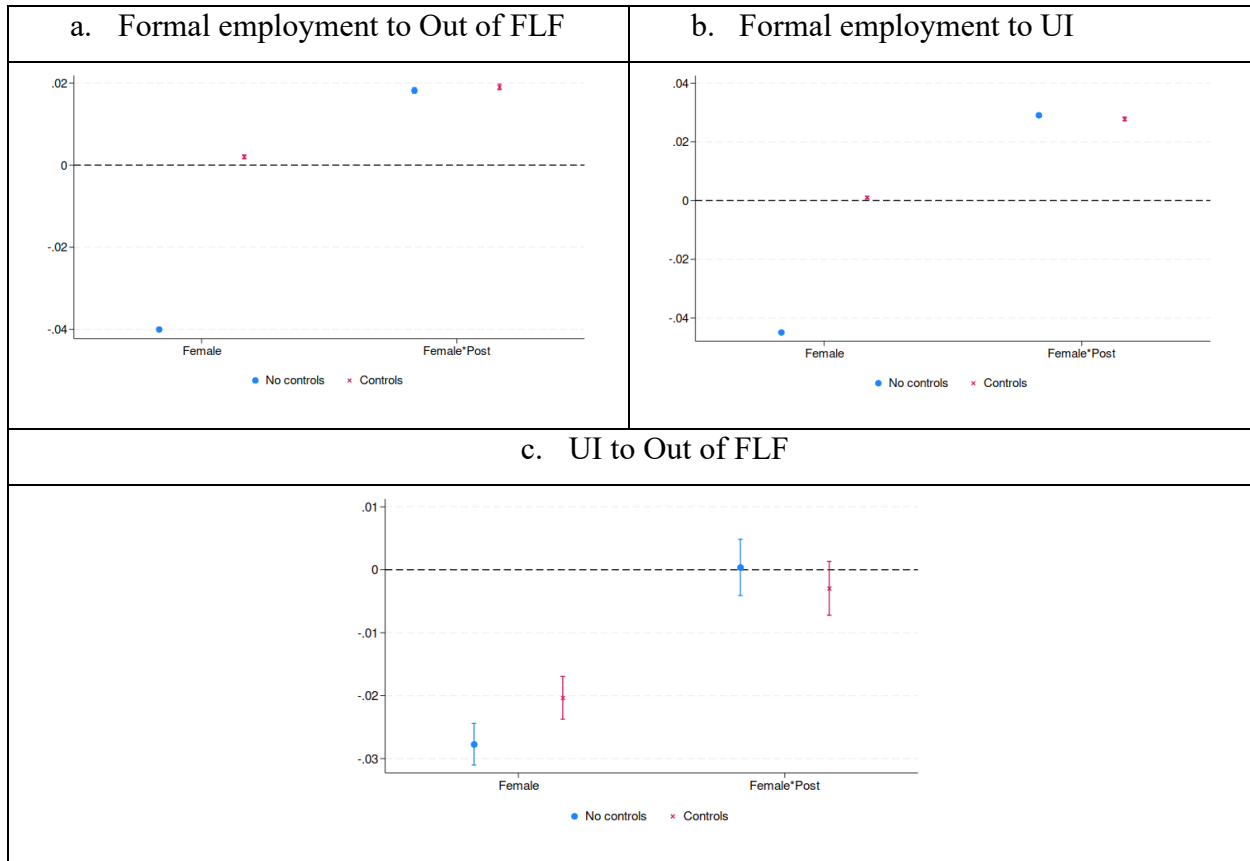 a. Formal employment to Out of FLF
b. Formal employment to UI
.02
0
-.02
-.04
Female
Female*Post
No controls
Controls
.04
.02
0
-.02
-.04
Female
Female*Post
No controls
Controls
c. UI to Out of FLF
.01
0
-.01
-.02
-.03
Female
Female*Post
No controls
Controls